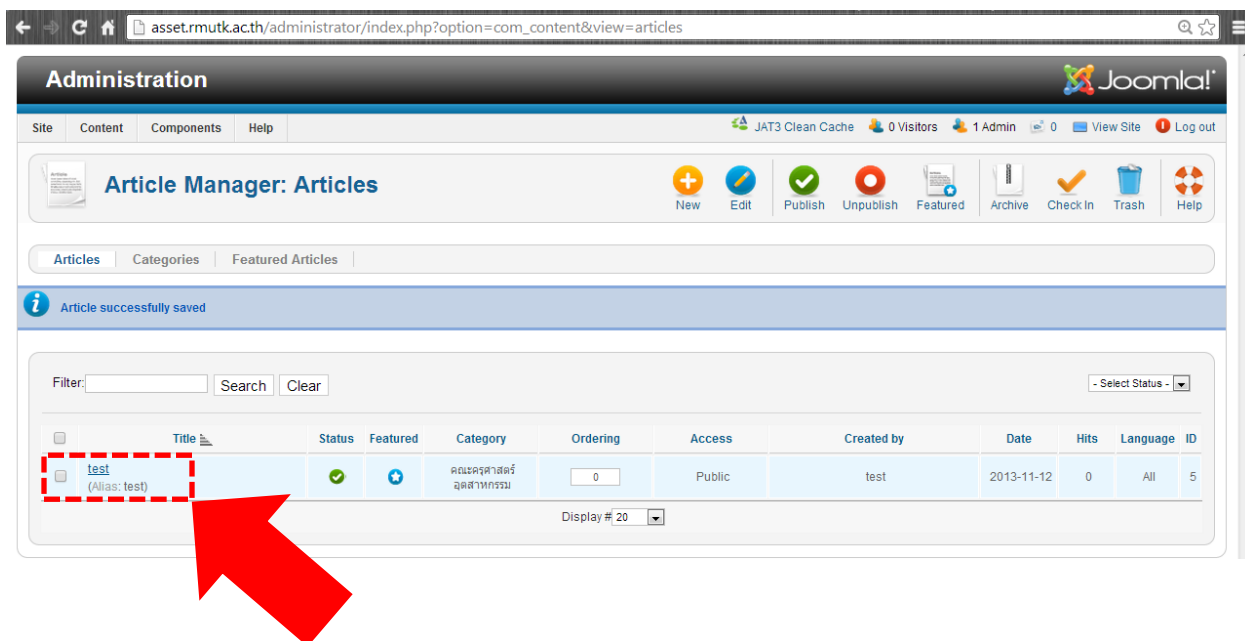 asset.rmutk.ac.th/administrator/index.php?option=com_content&view=articles
Administration
Joomla!
Site Content Components Help JAT3 Clean Cache 0 Visitors 1 Admin 0 View Site Log out
Article Manager: Articles
New Edit Publish Unpublish Featured Archive Check In Trash Help
Articles Categories Featured Articles
Article successfully saved
Filter: Search Clear - Select Status -
Title Status Featured Category Ordering Access Created by Date Hits Language ID
test คณะครุศาสตร์ 0 Public test 2013-11-12 0 All 5
(Alias: test) อุตสาหกรรม
Display # 20